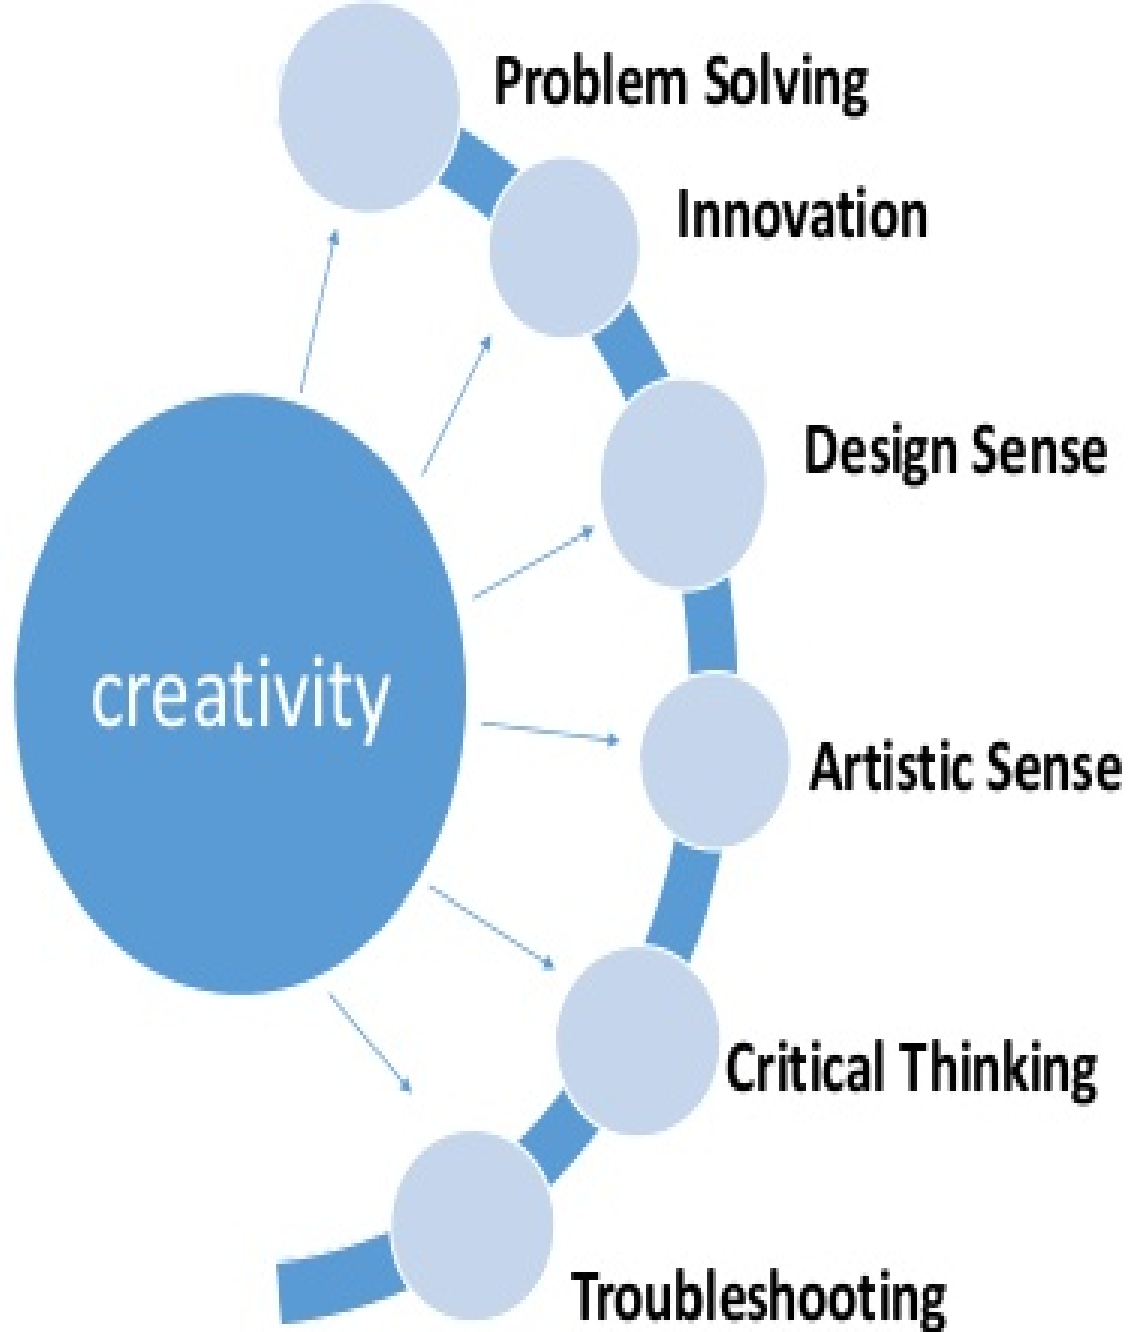 Problem Solving
Innovation
Design Sense
creativity
Artistic Sense
Critical Thinking
Troubleshooting